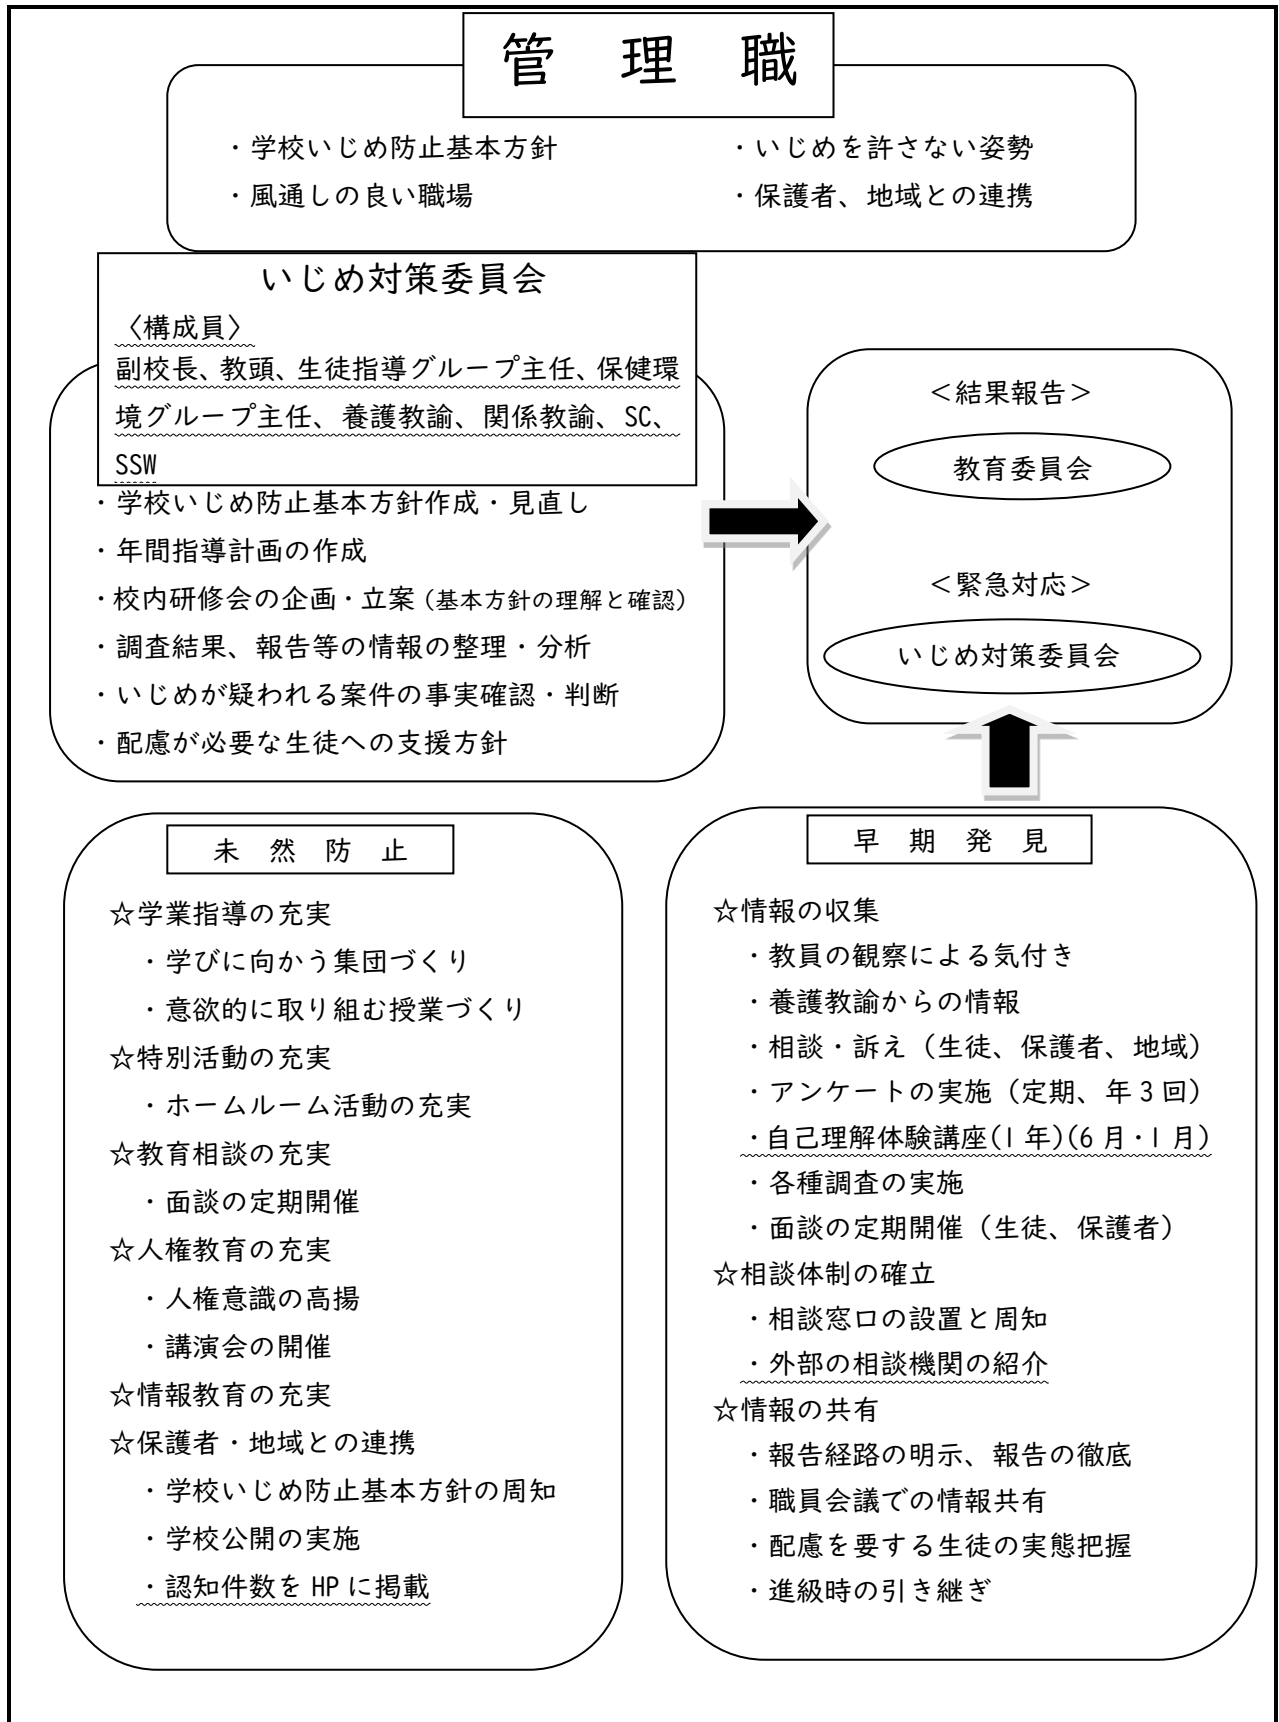 管　理　職
・学校いじめ防止基本方針
・いじめを許さない姿勢
・風通しの良い職場
・保護者、地域との連携
いじめ対策委員会
〈構成員〉
副校長、教頭、生徒指導グループ主任、保健環
境グループ主任、養護教諭、関係教諭、SC、
SSW
・学校いじめ防止基本方針作成・見直し
・年間指導計画の作成
・校内研修会の企画・立案（基本方針の理解と確認）
・調査結果、報告等の情報の整理・分析
・いじめが疑われる案件の事実確認・判断
・配慮が必要な生徒への支援方針
＜結果報告＞
教育委員会
＜緊急対応＞
いじめ対策委員会
未　然　防　止
☆学業指導の充実
・学びに向かう集団づくり
・意欲的に取り組む授業づくり
☆特別活動の充実
・ホームルーム活動の充実
☆教育相談の充実
・面談の定期開催
☆人権教育の充実
・人権意識の高揚
・講演会の開催
☆情報教育の充実
☆保護者・地域との連携
・学校いじめ防止基本方針の周知
・学校公開の実施
・認知件数を HP に掲載
早　期　発　見
☆情報の収集
・教員の観察による気付き
・養護教諭からの情報
・相談・訴え（生徒、保護者、地域）
・アンケートの実施（定期、年３回）
・自己理解体験講座(１年)(6 月・１月)
・各種調査の実施
・面談の定期開催（生徒、保護者）
☆相談体制の確立
・相談窓口の設置と周知
・外部の相談機関の紹介
☆情報の共有
・報告経路の明示、報告の徹底
・職員会議での情報共有
・配慮を要する生徒の実態把握
・進級時の引き継ぎ